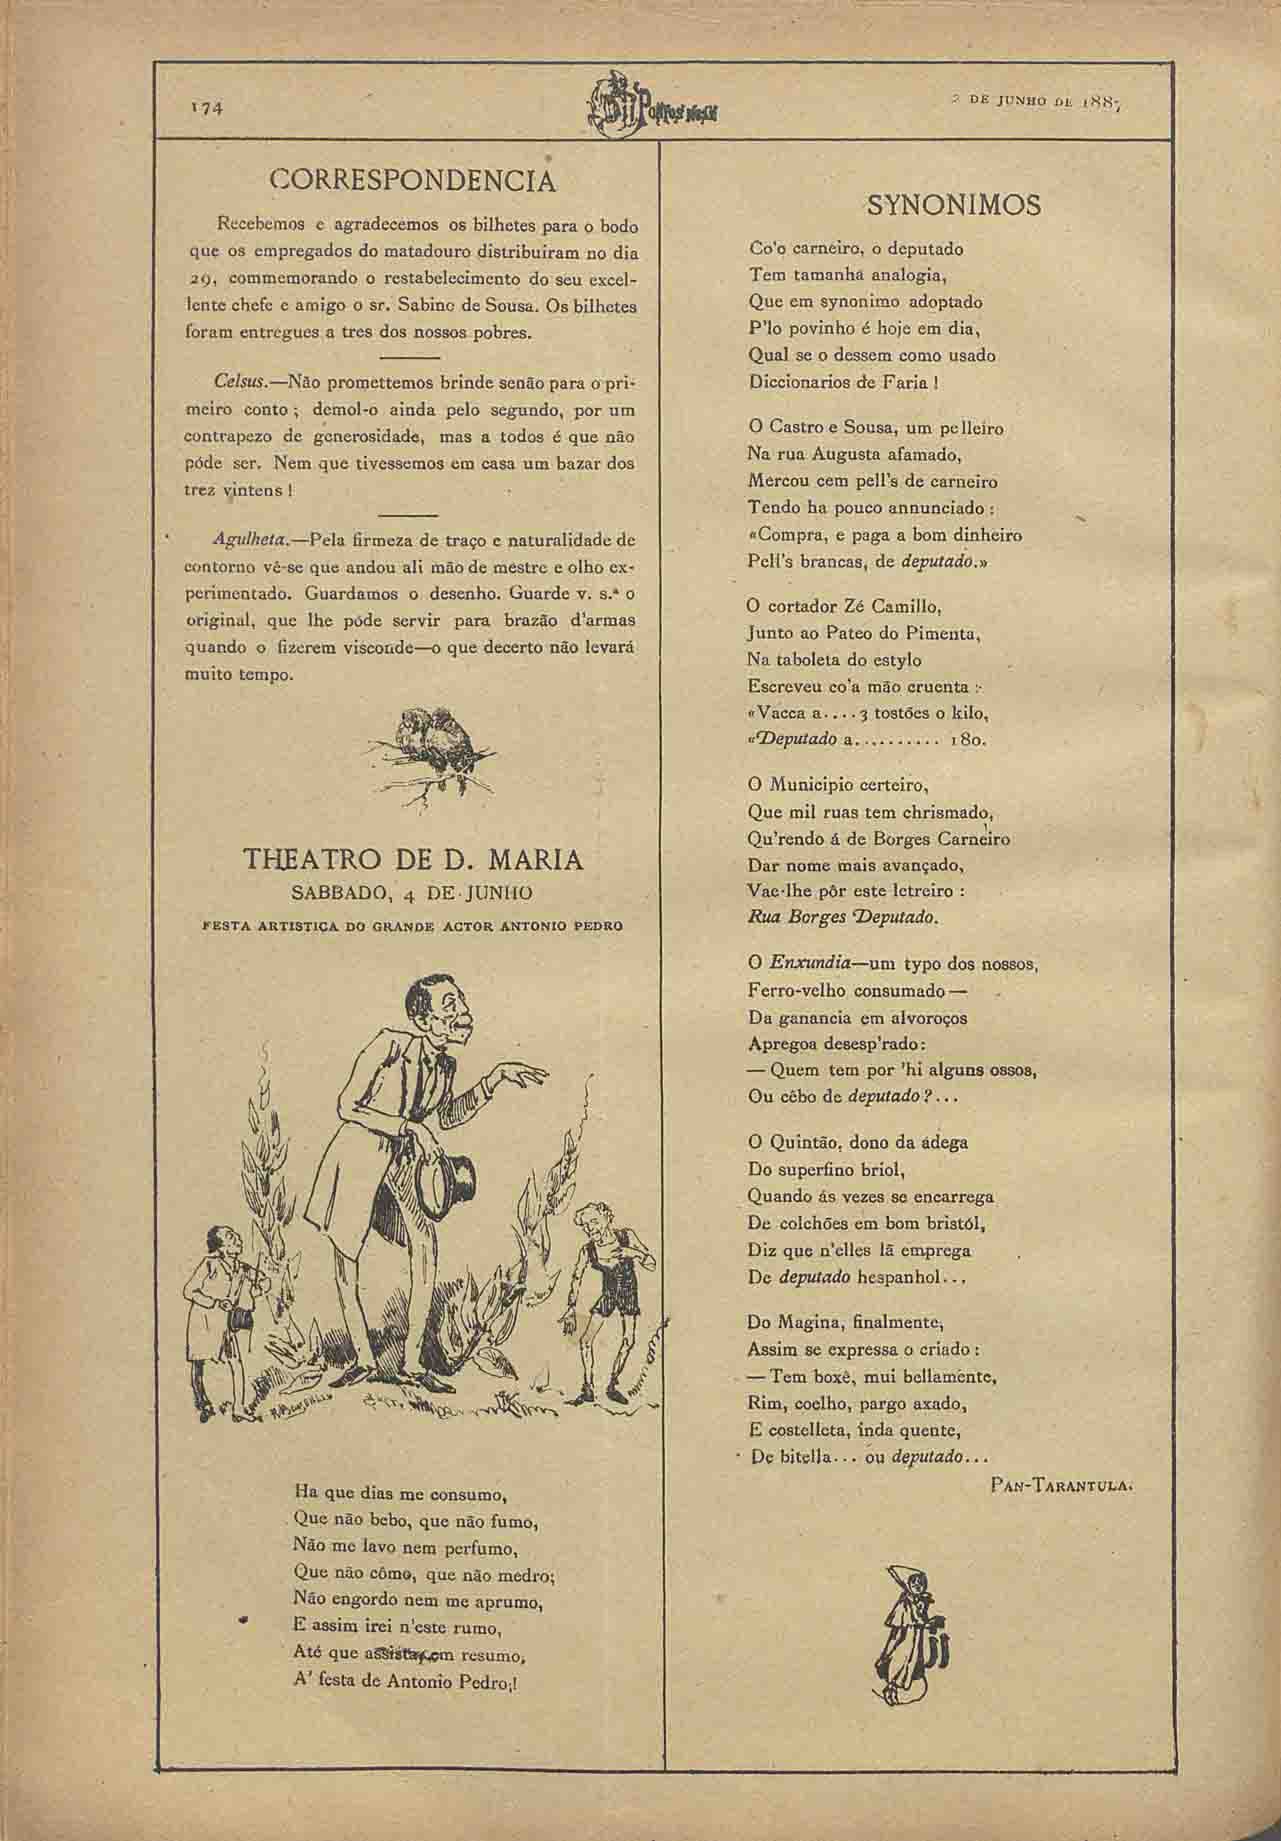 174
Pontos nos ii
2 DE JUNHO DE 1887
CORRESPONDENCIA
Recebemos e agradecemos os bilhetes para o bodo
que os empregados do matadouro distribuiram no dia
29, commemorando o restabelecimento do seu excel-
lente chefe e amigo o sr. Sabino de Sousa. Os bilhetes
foram entregues a tres dos nossos pobres.
Celsus.—Não promettemos brinde senão para o pri-
meiro conto; démol-o ainda pelo segundo, por um
contrapezo de generosidade, mas a todos é que não
póde ser. Nem que tivessemos em casa um bazar dos
trez vintens!
Agulheta.—Pela firmeza de traço e naturalidade de
contorno vê-se que andou ali mão de mestre e olho ex-
perimentado. Guardamos o desenho. Guarde v. s.ª o
original, que lhe póde servir para brazão d'armas
quando o fizerem visconde—o que decerto não levará
muito tempo.
THEATRO DE D. MARIA
SABBADO, 4 DE JUNHO
FESTA ARTISTICA DO GRANDE ACTOR ANTONIO PEDRO
Ha que dias me consumo,
Que não bebo, que não fumo,
Não me lavo nem perfumo,
Que não cômo, que não medro;
Não engordo nem me aprumo,
E assim irei n'este rumo,
Até que assista, em resumo,
A' festa de Antonio Pedro!
SYNONIMOS
Co'o carneiro, o deputado
Tem tamanha analogia,
Que em synonimo adoptado
P'lo povinho é hoje em dia,
Qual se o dessem como usado
Diccionarios de Faria!
O Castro e Sousa, um pelleiro
Na rua Augusta afamado,
Mercou cem pell's de carneiro
Tendo ha pouco annunciado:
«Compra, e paga a bom dinheiro
Pell's brancas, de deputado.»
O cortador Zé Camillo,
Junto ao Pateo do Pimenta,
Na taboleta do estylo
Escreveu co'a mão cruenta:
«Vacca a....3 tostões o kilo,
«Deputado a.......... 180.
O Municipio certeiro,
Que mil ruas tem chrismado,
Qu'rendo á de Borges Carneiro
Dar nome mais avançado,
Vae-lhe pôr este letreiro:
Rua Borges Deputado.
O Enxundia—um typo dos nossos,
Ferro-velho consumado—
Da ganancia em alvoroços
Apregoa desesp'rado:
— Quem tem por 'hi alguns ossos,
Ou cêbo de deputado?...
O Quintão, dono da ádega
Do superfino briol,
Quando ás vezes se encarrega
De colchões em bom bristól,
Diz que n'elles lã emprega
De deputado hespanhol...
Do Magina, finalmente,
Assim se expressa o criado:
— Tem boxê, mui bellamente,
Rim, coelho, pargo axado,
E costelleta, inda quente,
De bitella... ou deputado...
PAN-TARANTULA.